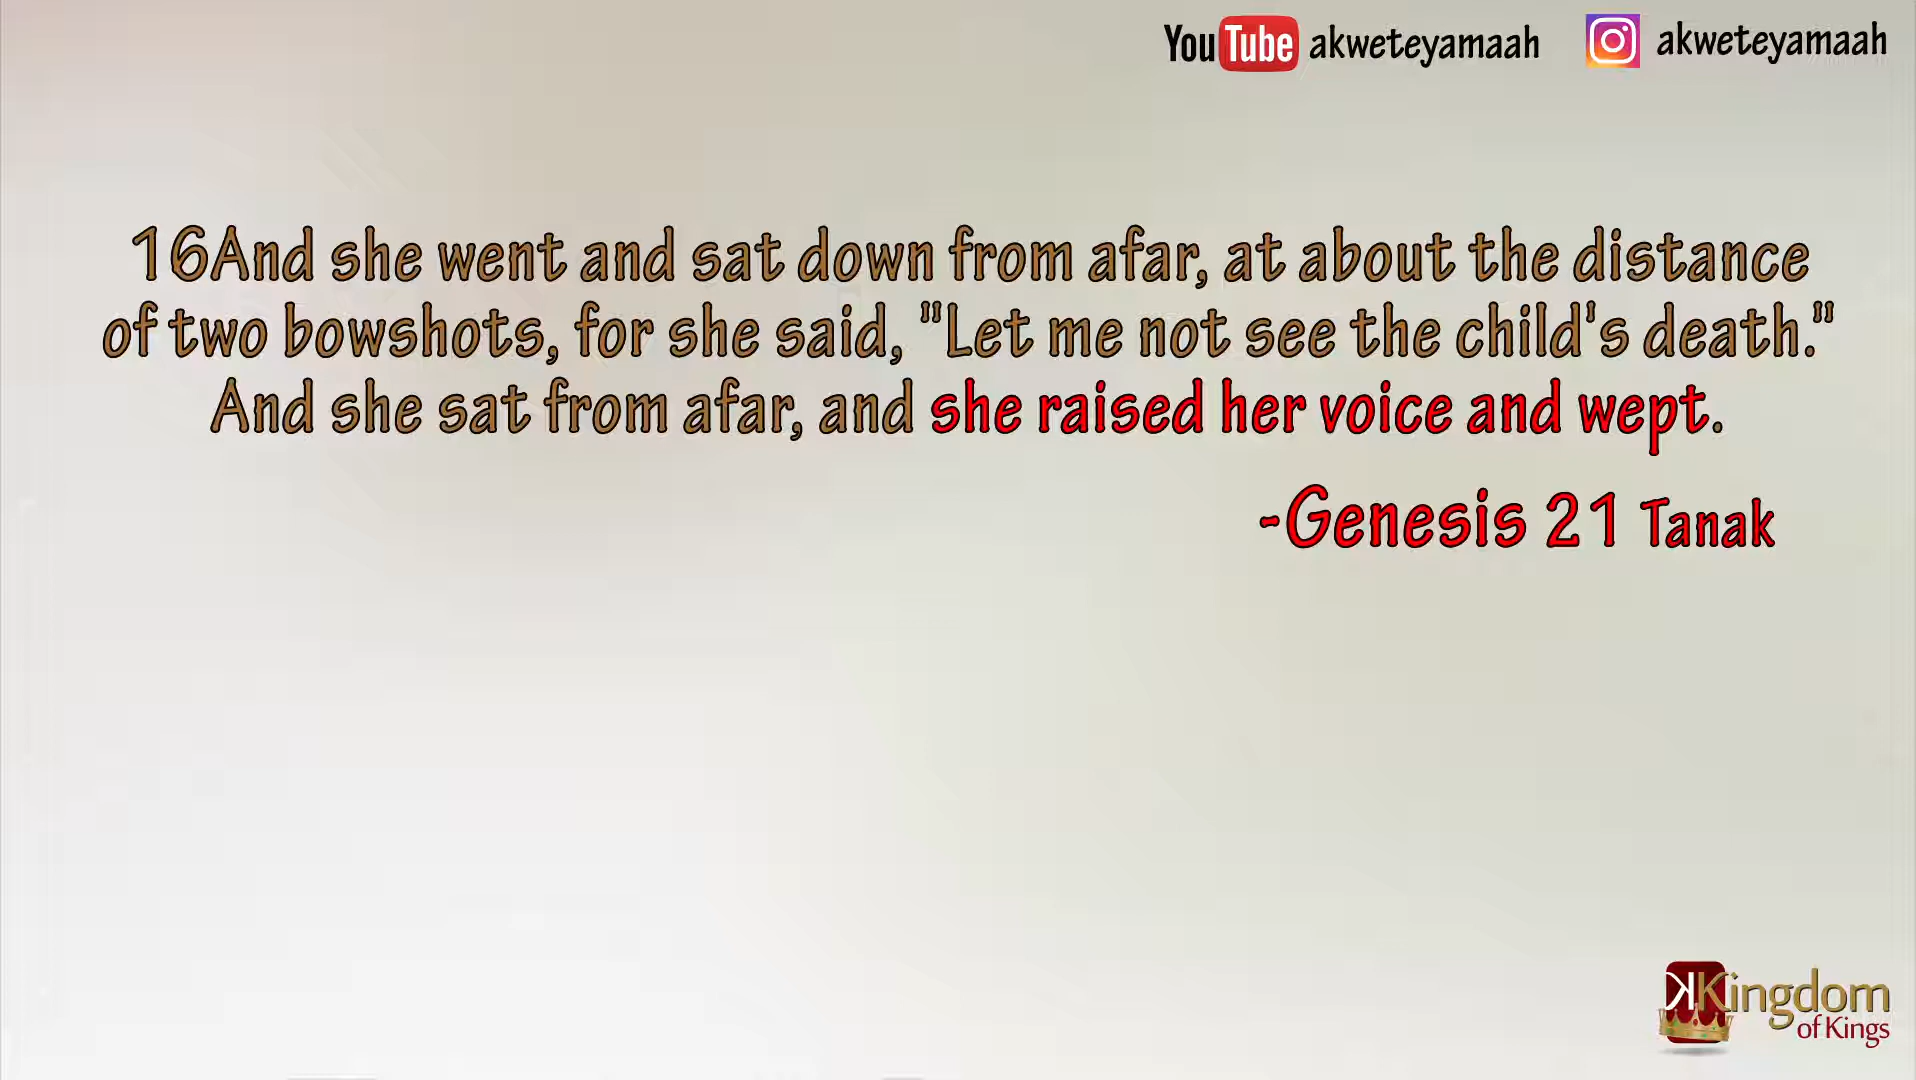 YouTube akweteyamaah akweteyamaah
16And she went and sat down from afar, at about the distance
of two bowshots, for she said, "Let me not see the child's death."
And she sat from afar, and she raised her voice and wept.
-Genesis 21 Tanak
KKingdom
of Kings